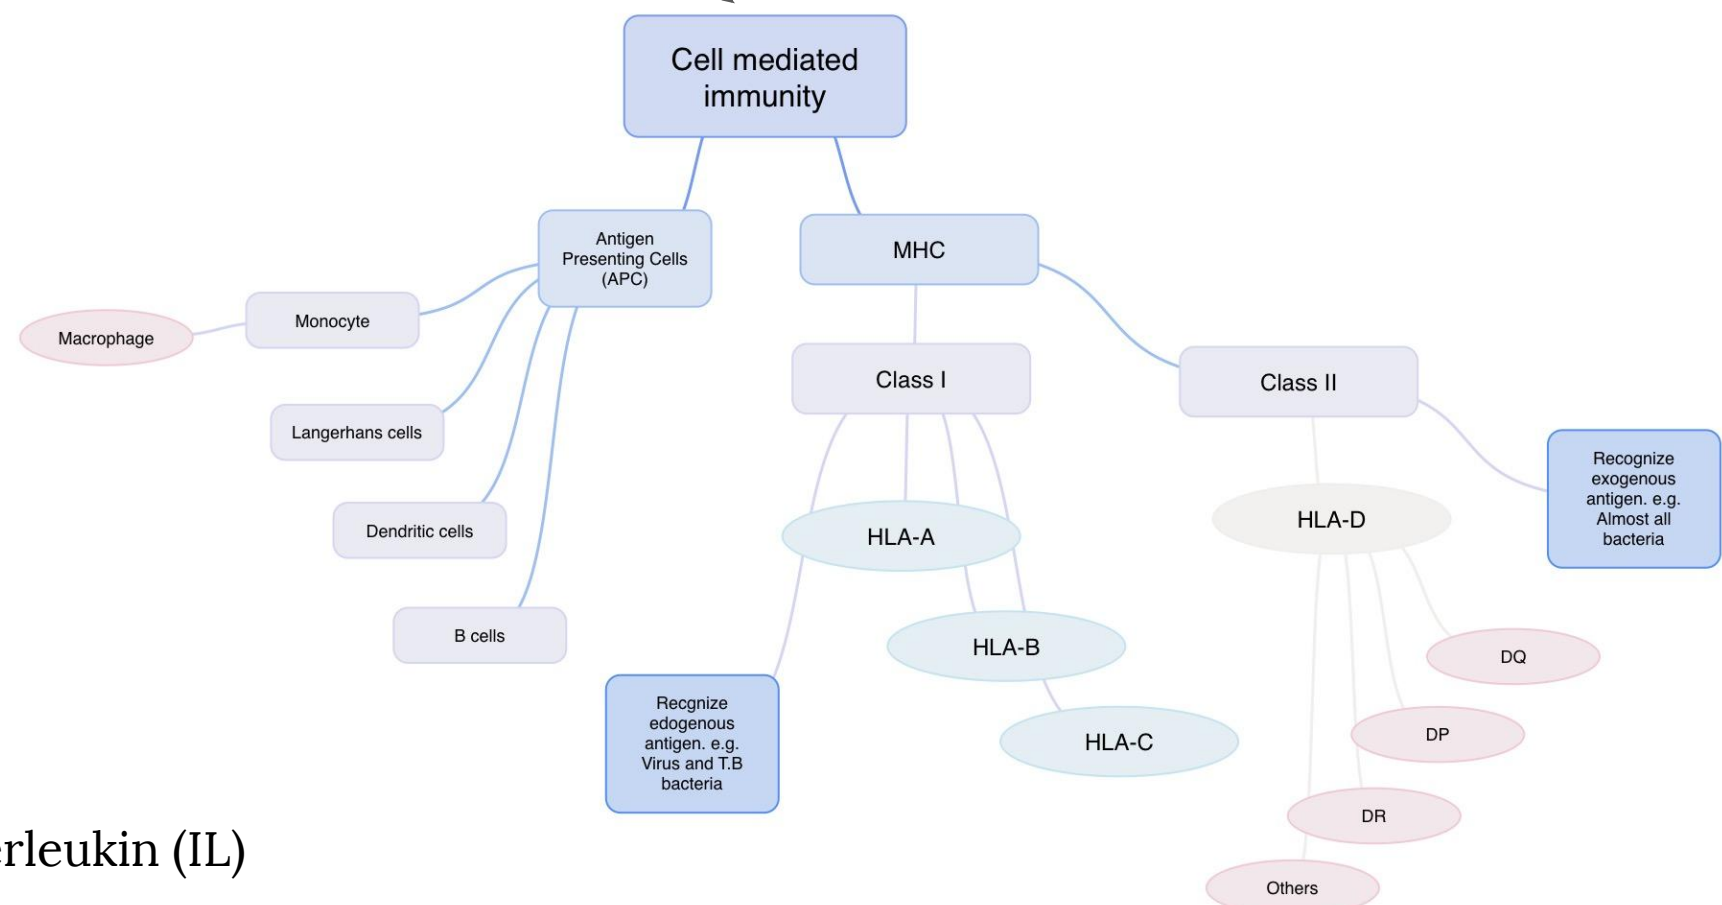 Cell mediated
immunity
Antigen
Presenting Cells
(APC)
MHC
Monocyte
Macrophage
Langerhans cells
Dendritic cells
B cells
Class I
Class II
HLA-A
HLA-B
HLA-C
Recgnize
edogenous
antigen. e.g.
Virus and T.B
bacteria
HLA-D
Recognize
exogenous
antigen. e.g.
Almost all
bacteria
DQ
DP
DR
Others
erleukin (IL)